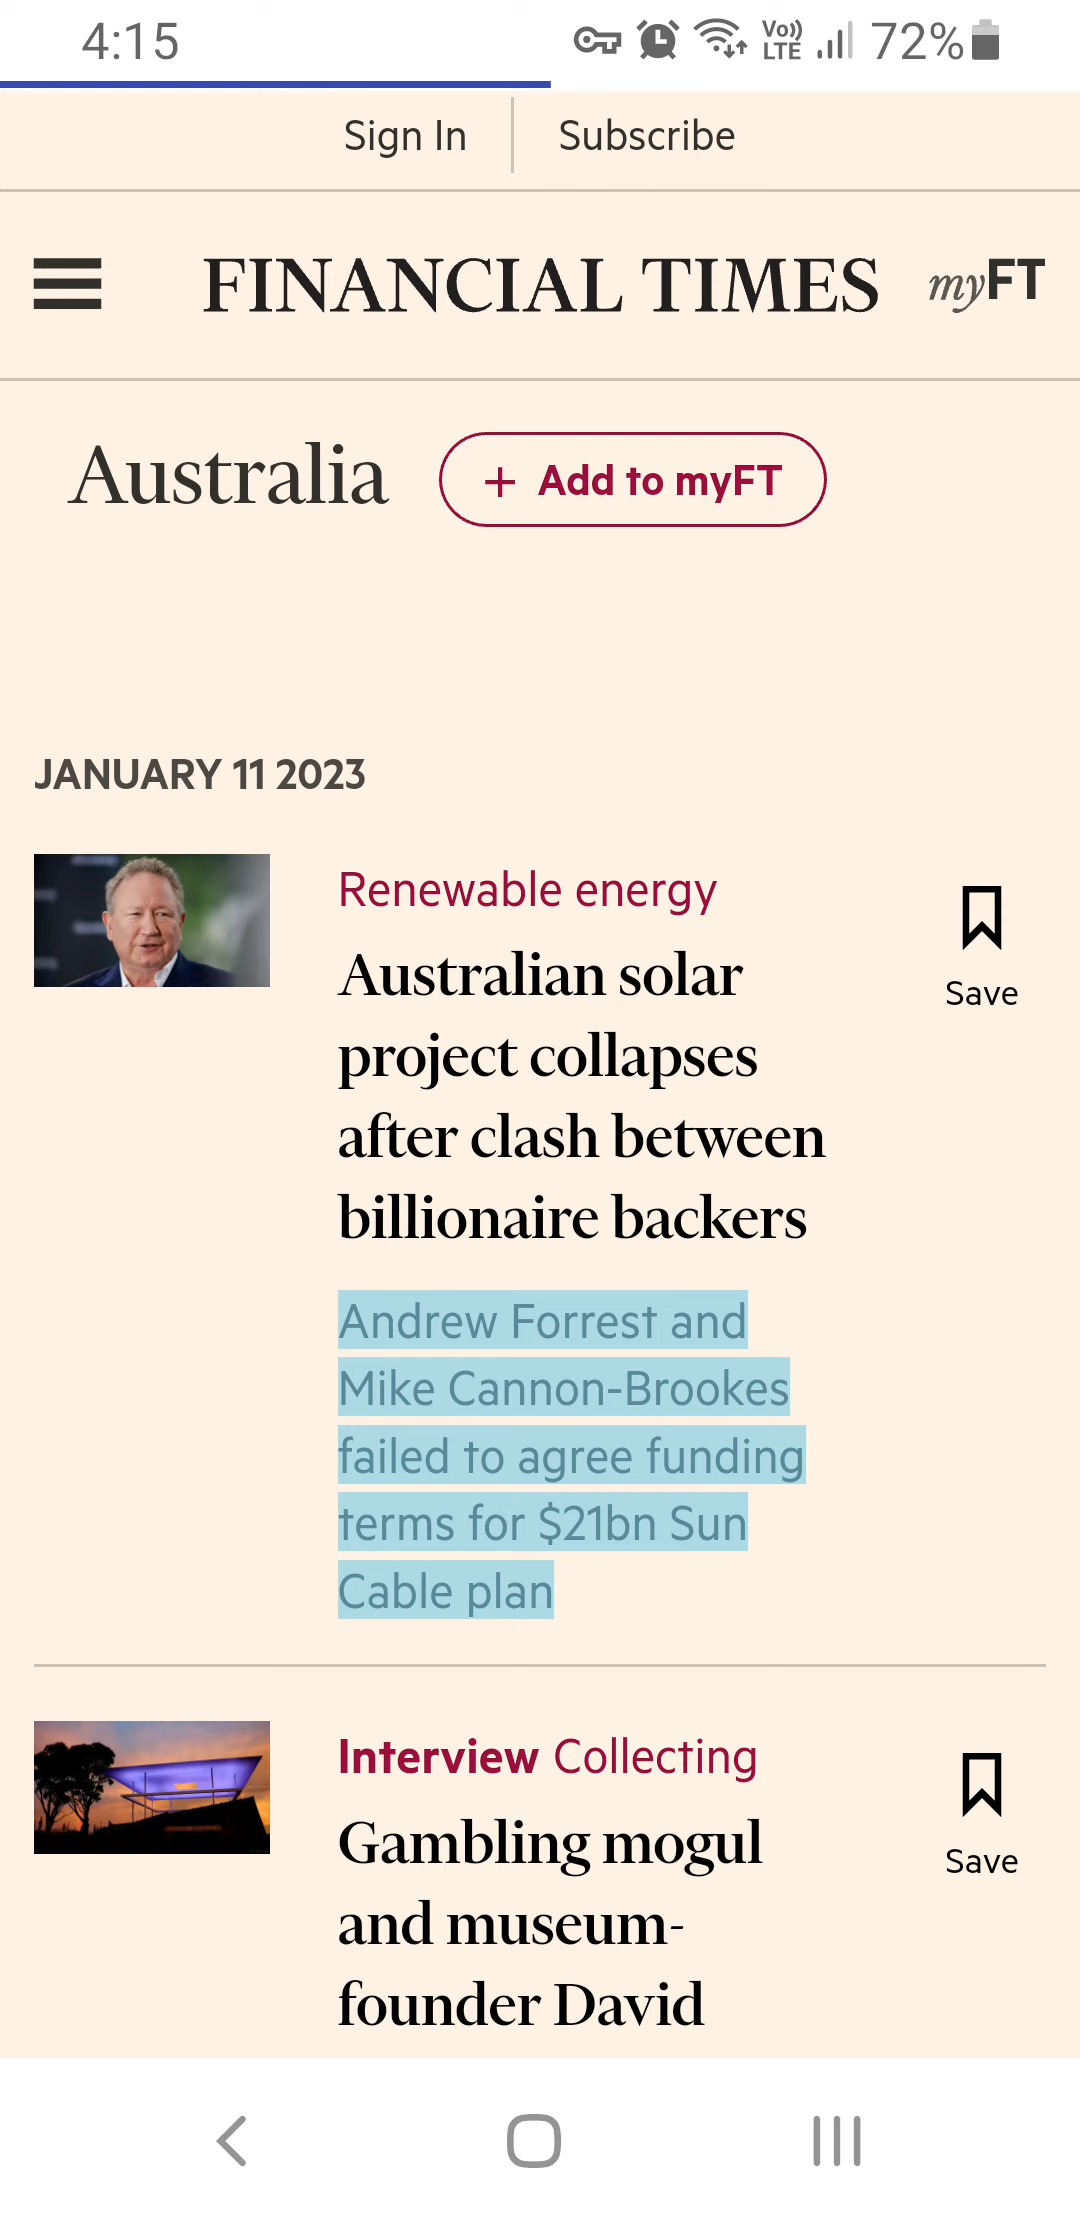 4:15
Vo)) LTE 72%
Sign In Subscribe
FINANCIAL TIMES myFT
Australia + Add to myFT
JANUARY 11 2023
Renewable energy
Australian solar
project collapses
after clash between
billionaire backers
Save
Andrew Forrest and
Mike Cannon-Brookes
failed to agree funding
terms for $21bn Sun
Cable plan
Interview Collecting
Gambling mogul
and museum-
founder David
Save